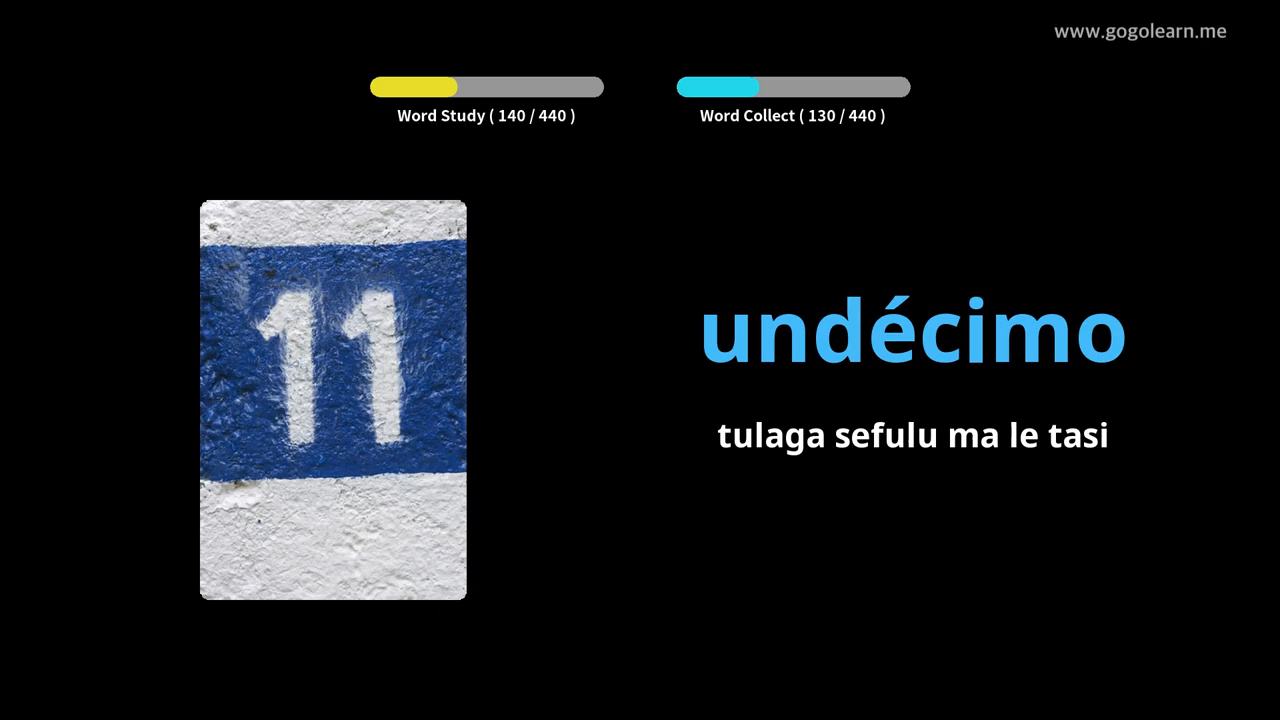 www.gogolearn.me
Word Study ( 140 / 440 )
Word Collect ( 130 / 440 )
11
undécimo
tulaga sefulu ma le tasi